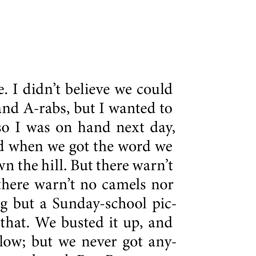 e. I didn’t believe we could
and A-rabs, but I wanted to
so I was on hand next day,
d when we got the word we
wn the hill. But there warn’t
there warn’t no camels nor
g but a Sunday-school pic-
that. We busted it up, and
low; but we never got any-